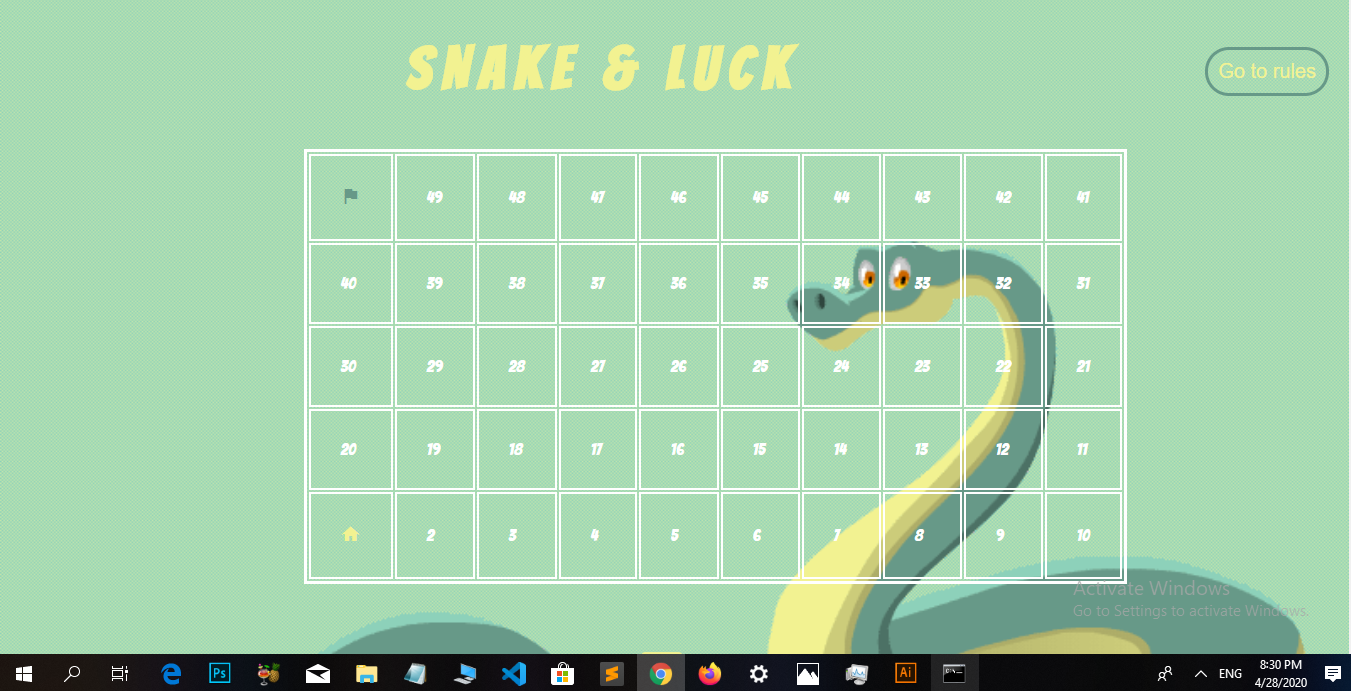 SNAKE & LUCK
Go to rules
49 48 47 46 45 44 43 42 41
40 39 38 37 36 35 34 33 32 31
30 29 28 27 26 25 24 23 22 21
20 19 18 17 16 15 14 13 12 11
2 3 4 5 6 7 8 9 10
Activate Windows
Go to Settings to activate Windows.
Ps
Ai
ENG
8:30 PM
4/28/2020